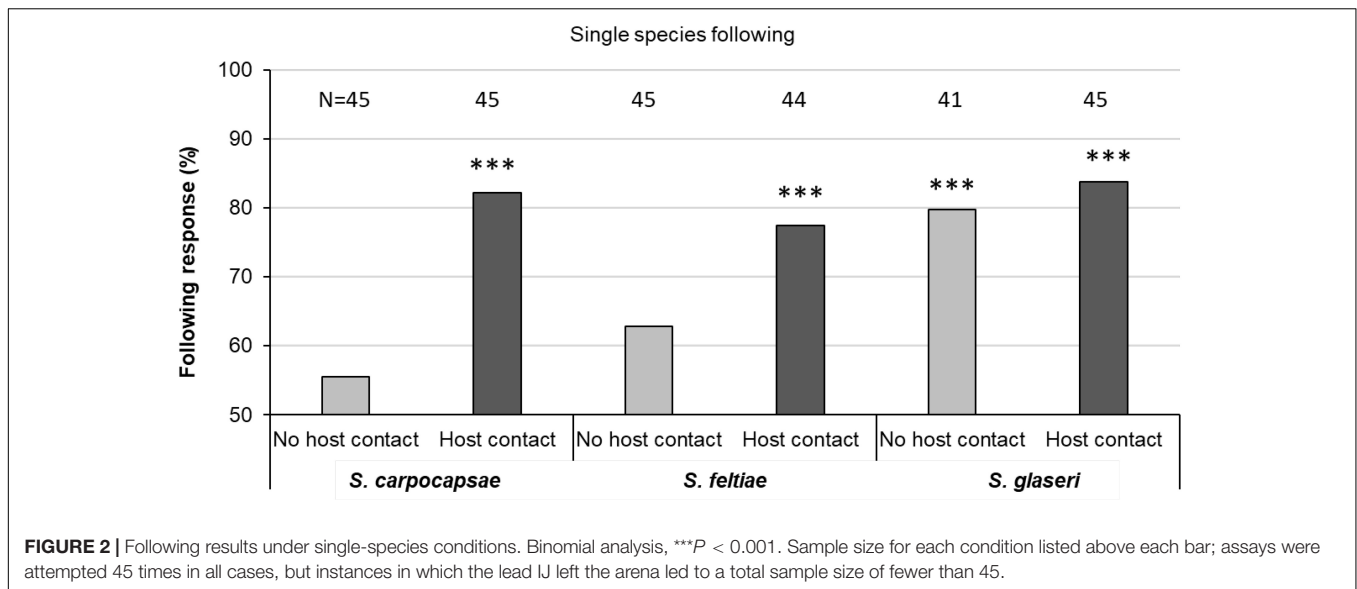 Single species following
Following response (%)
100
90
80
70
60
50
N=45 45 45 44 41 45
*** *** *** ***
No host contact Host contact No host contact Host contact No host contact Host contact
S. carpocapsae S. feltiae S. glaseri
FIGURE 2 | Following results under single-species conditions. Binomial analysis, ***P < 0.001. Sample size for each condition listed above each bar; assays were
attempted 45 times in all cases, but instances in which the lead IJ left the arena led to a total sample size of fewer than 45.